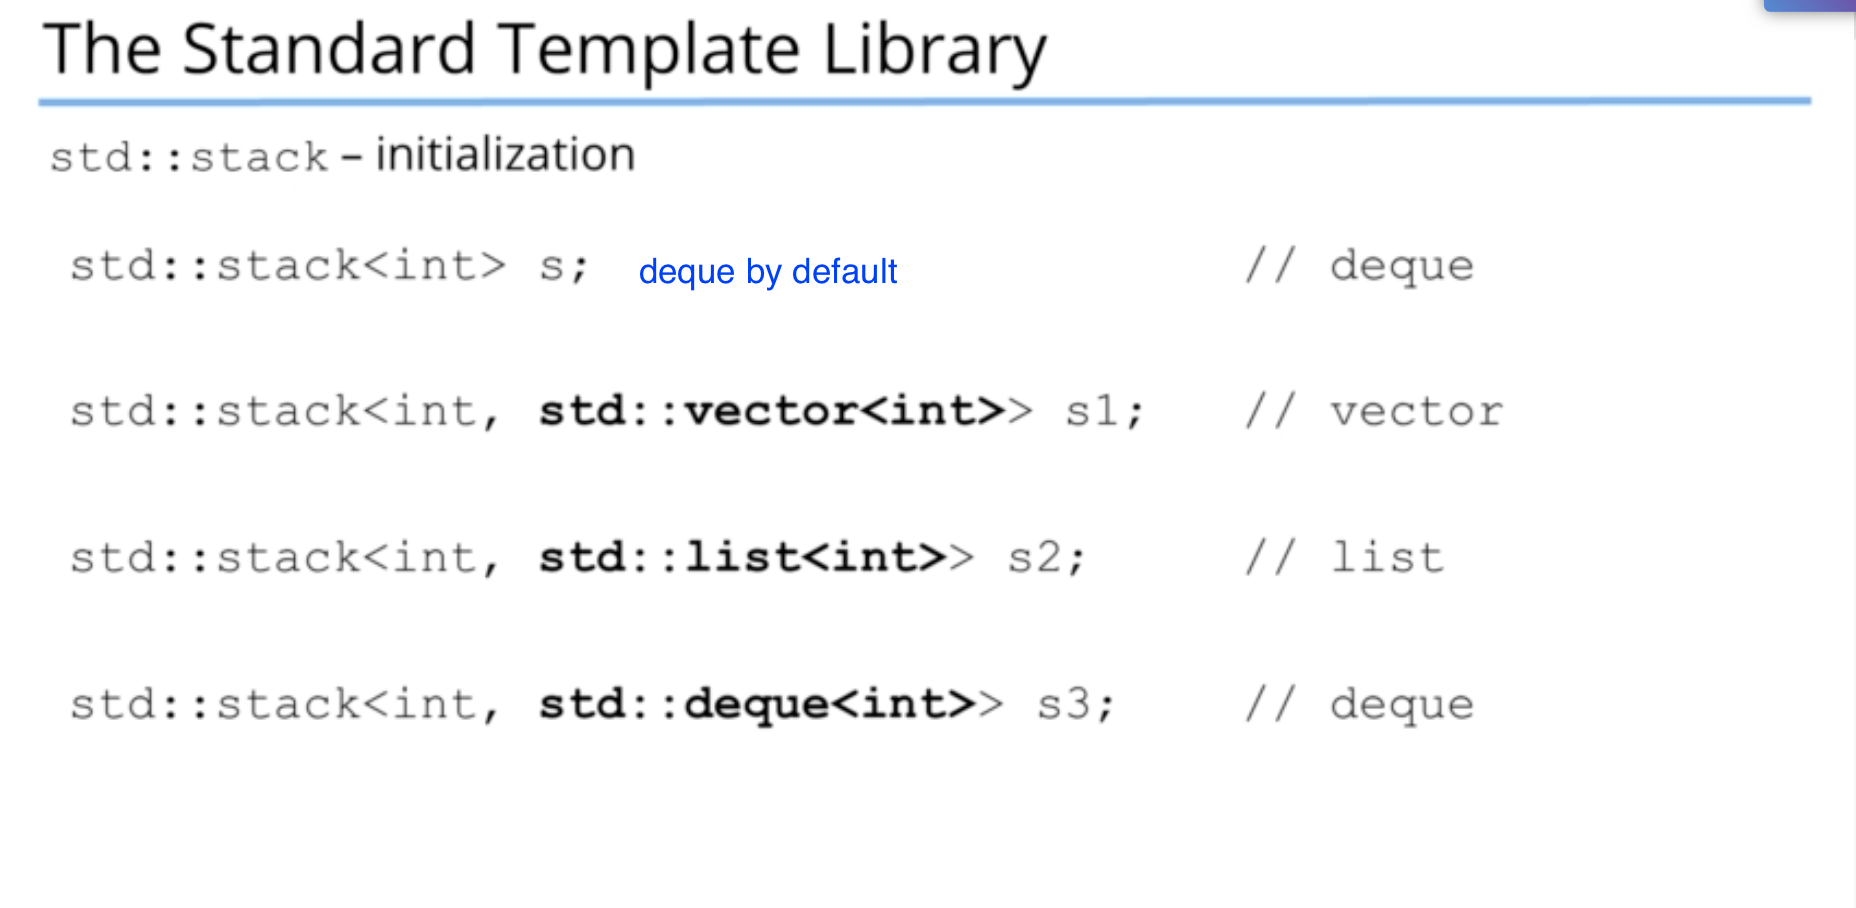 The Standard Template Library
std::stack – initialization
std::stack<int> s; deque by default // deque
std::stack<int, std::vector<int>> s1; // vector
std::stack<int, std::list<int>> s2; // list
std::stack<int, std::deque<int>> s3; // deque